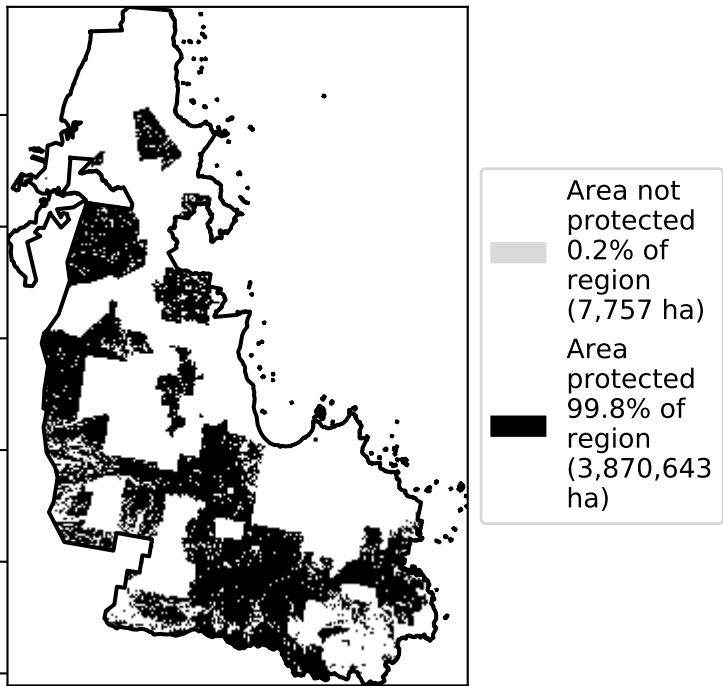 Area not
protected
0.2% of
region
(7,757 ha)
Area
protected
99.8% of
region
(3,870,643
ha)